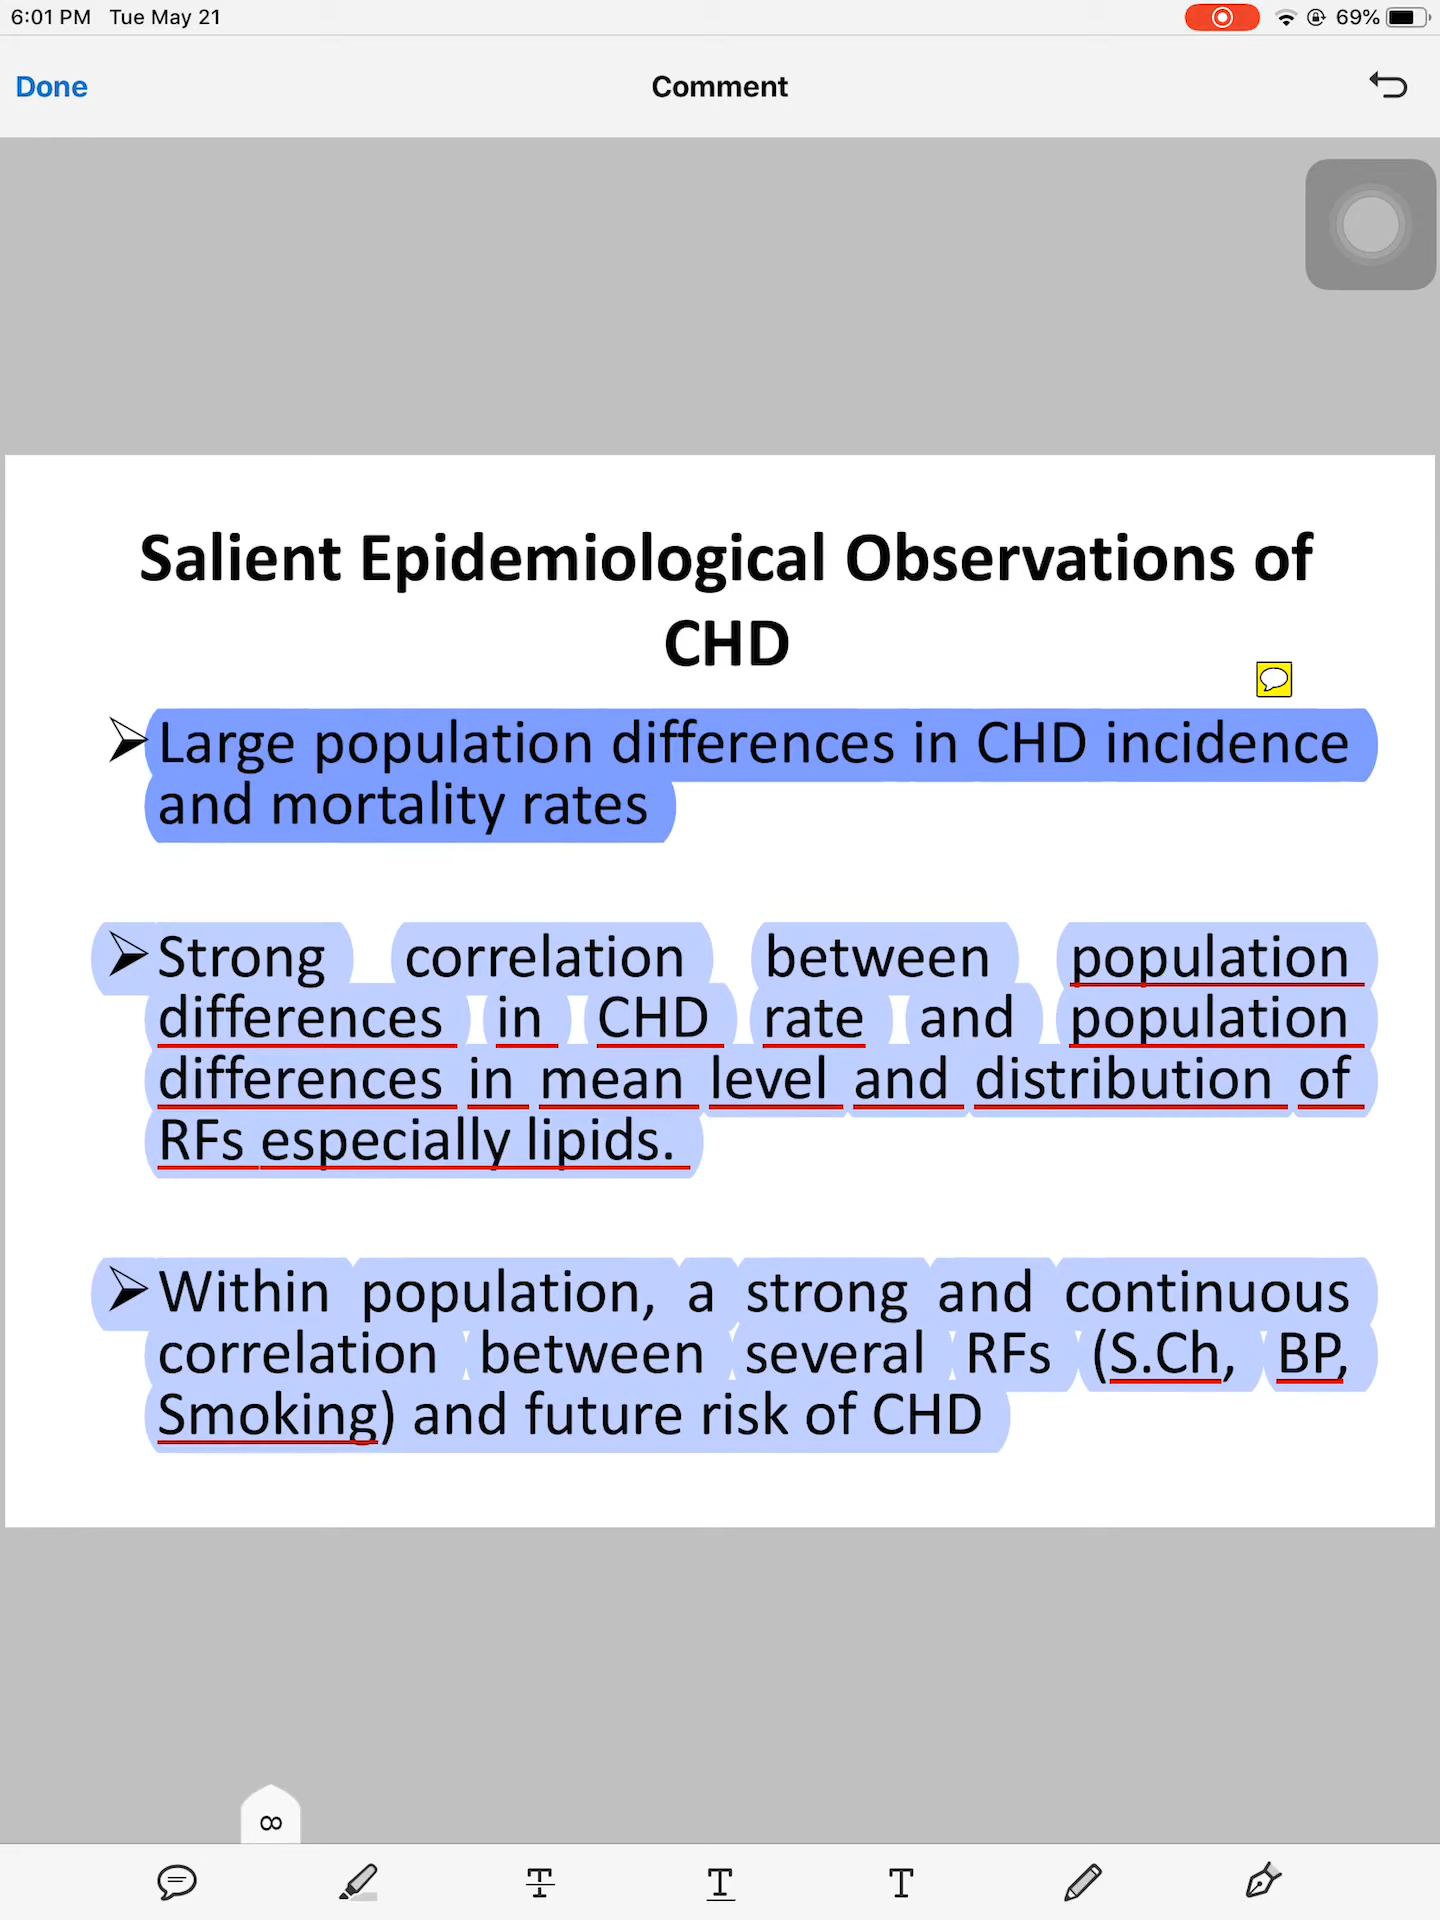 6:01 PM Tue May 21
69%
Done
Comment
Salient Epidemiological Observations of
CHD
Large population differences in CHD incidence
and mortality rates
Strong correlation between population
differences in CHD rate and population
differences in mean level and distribution of
RFs especially lipids.
Within population, a strong and continuous
correlation between several RFs (S.Ch, BP,
Smoking) and future risk of CHD
8
T T T